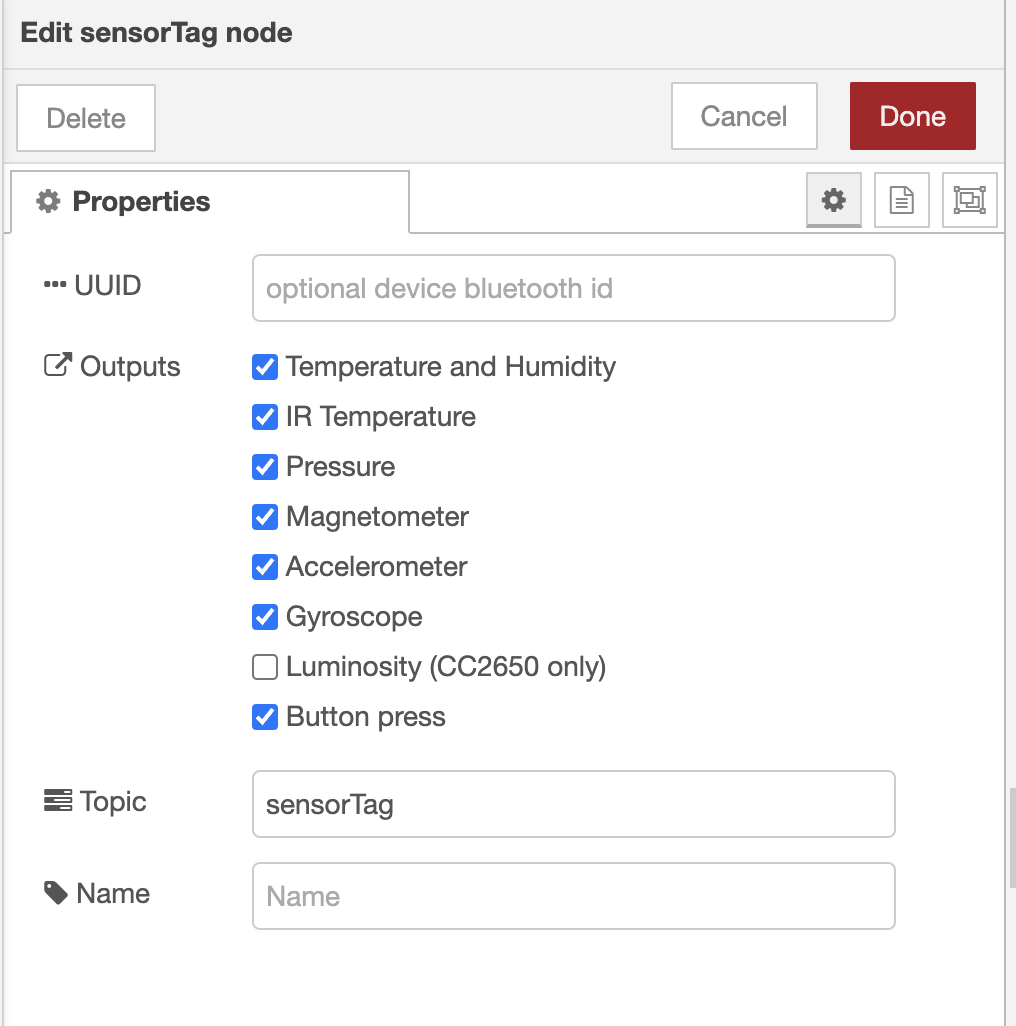 Edit sensorTag node
Delete
Cancel
Done
Properties
UUID
optional device bluetooth id
Outputs
Temperature and Humidity
IR Temperature
Pressure
Magnetometer
Accelerometer
Gyroscope
Luminosity (CC2650 only)
Button press
Topic
sensorTag
Name
Name